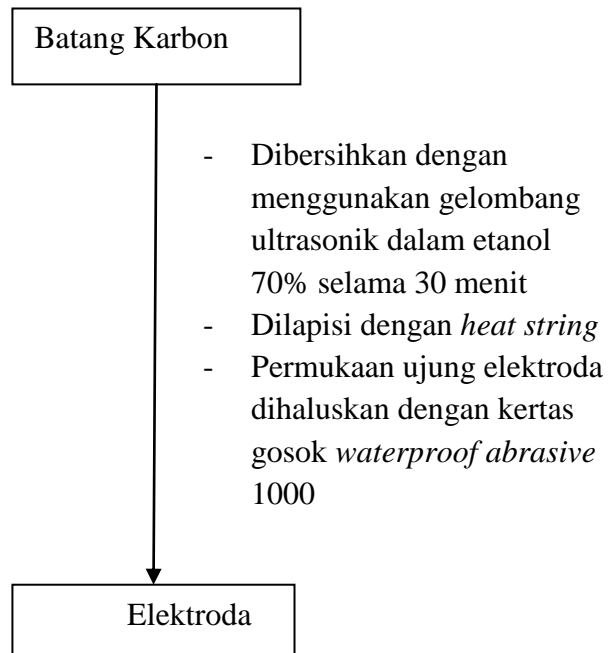 Batang Karbon
- Dibersihkan dengan
menggunakan gelombang
ultrasonik dalam etanol
70% selama 30 menit
- Dilapisi dengan heat string
- Permukaan ujung elektroda
dihaluskan dengan kertas
gosok waterproof abrasive
1000
Elektroda